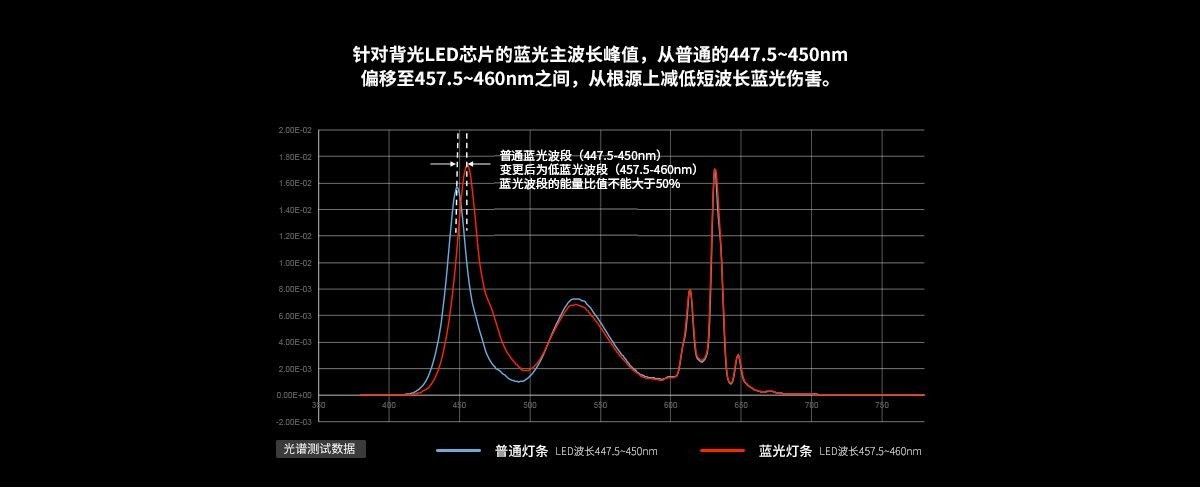 针对背光LED芯片的蓝光主波长峰值，从普通的447.5~450nm
偏移至457.5~460nm之间，从根源上减低短波长蓝光伤害。
2.00E-02
1.80E-02
普通蓝光波段（447.5-450nm）
变更后为低蓝光波段（457.5-460nm）
蓝光波段的能量比值不能大于50%
1.60E-02
1.40E-02
1.20E-02
1.00E-02
8.00E-03
6.00E-03
4.00E-03
2.00E-03
0.00E+00
350 400 450 500 550 600 650 700 750
-2.00E-03
光谱测试数据
普通灯条 LED波长447.5~450nm
蓝光灯条 LED波长457.5~460nm